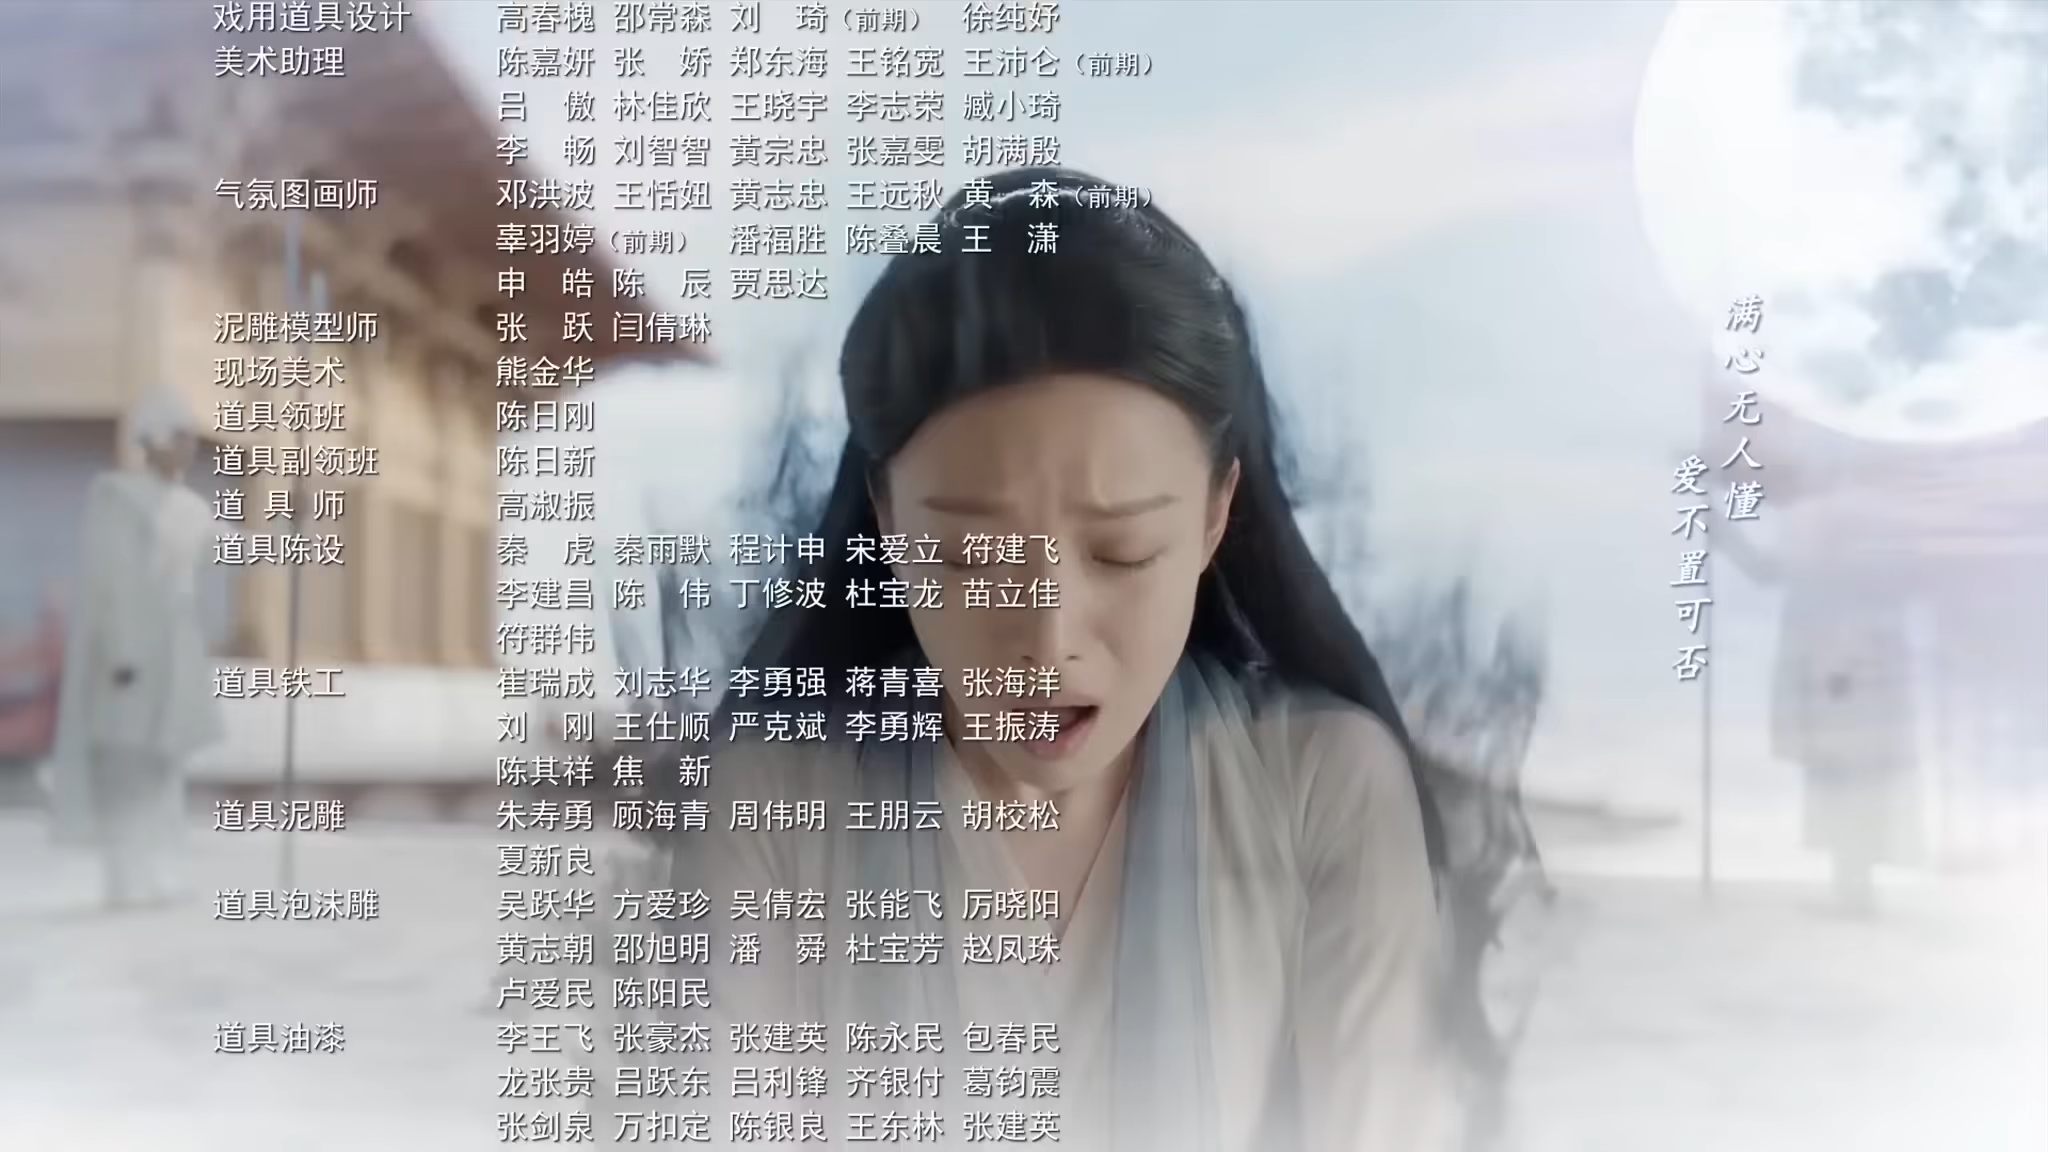 戏用道具设计 高春槐 邵常森 刘 琦（前期） 徐纯妤
美术助理 陈嘉妍 张 娇 郑东海 王铭宽 王沛仑（前期）
吕 傲 林佳欣 王晓宇 李志荣 臧小琦
李 畅 刘智智 黄宗忠 张嘉雯 胡满殷
气氛图画师 邓洪波 王恬妞 黄志忠 王远秋 黄 森（前期）
辜羽婷（前期） 潘福胜 陈叠晨 王 潇
申 皓 陈 辰 贾思达
泥雕模型师 张 跃 闫倩琳
现场美术 熊金华
道具领班 陈日刚
道具副领班 陈日新
道 具 师 高淑振
道具陈设 秦 虎 秦雨默 程计申 宋爱立 符建飞
李建昌 陈 伟 丁修波 杜宝龙 苗立佳
符群伟
道具铁工 崔瑞成 刘志华 李勇强 蒋青喜 张海洋
刘 刚 王仕顺 严克斌 李勇辉 王振涛
陈其祥 焦 新
道具泥雕 朱寿勇 顾海青 周伟明 王朋云 胡校松
夏新良
道具泡沫雕 吴跃华 方爱珍 吴倩宏 张能飞 厉晓阳
黄志朝 邵旭明 潘 舜 杜宝芳 赵凤珠
卢爱民 陈阳民
道具油漆 李王飞 张豪杰 张建英 陈永民 包春民
龙张贵 吕跃东 吕利锋 齐银付 葛钧震
张剑泉 万扣定 陈银良 王东林 张建英
满心无人懂
爱不置可否